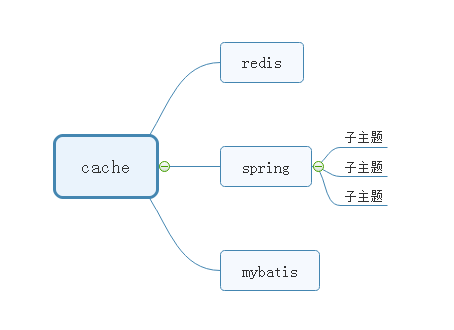 redis
cache
spring
子主题
子主题
子主题
mybatis